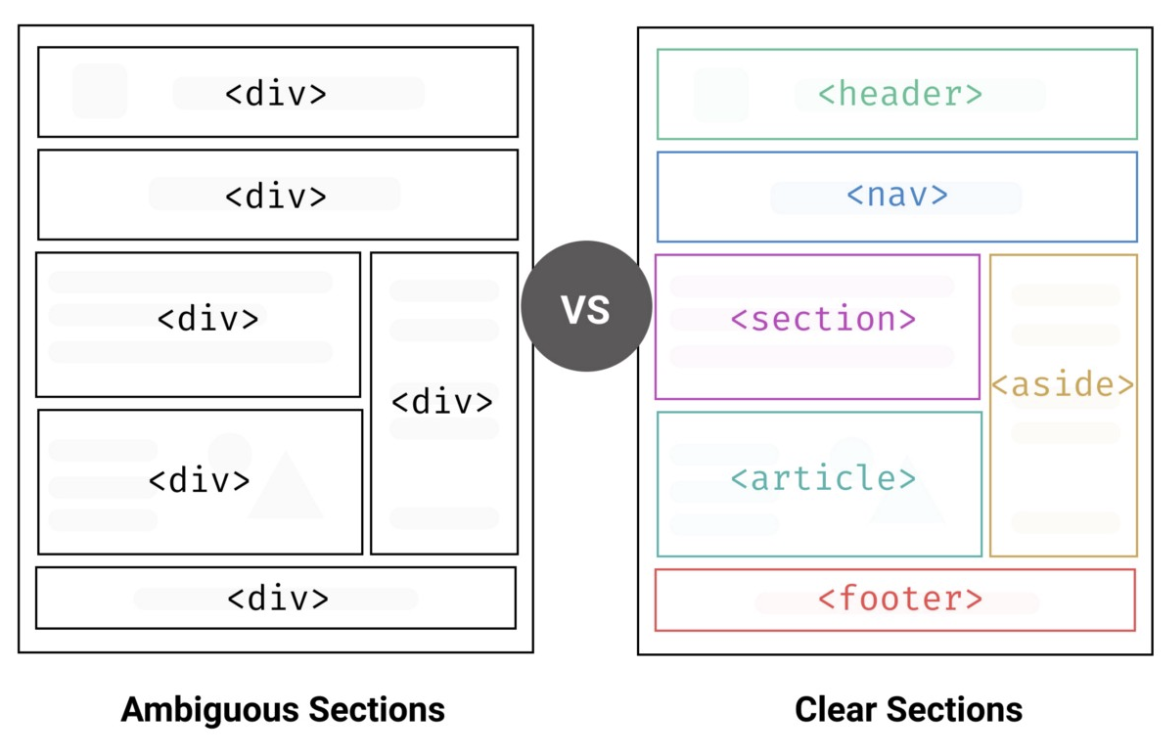 <div>
<div>
<div>
<div>
<div>
<div>
Ambiguous Sections
VS
<header>
<nav>
<section>
<aside>
<article>
<footer>
Clear Sections